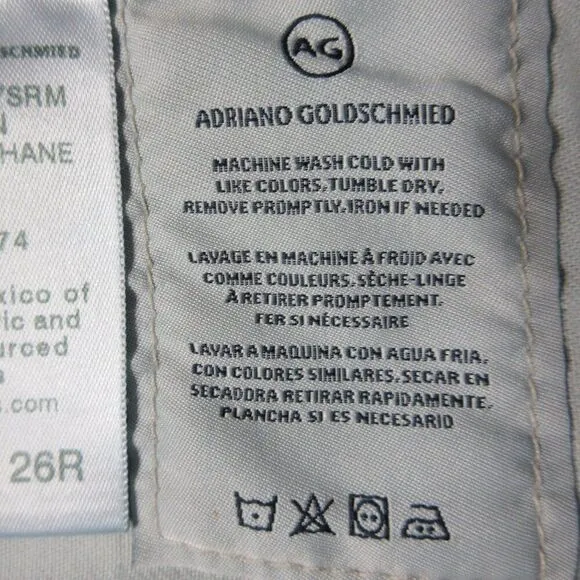 SCHMIED
SRM
N
HANE
74
xico of
ic and
urced
s
s.com
26R
AG
ADRIANO GOLDSCHMIED
MACHINE WASH COLD WITH
LIKE COLORS, TUMBLE DRY.
REMOVE PROMPTLY. IRON IF NEEDED
LAVAGE EN MACHINE À FROID AVEC
COMME COULEURS. SÈCHE-LINGE
À RETIRER PROMPTEMENT.
FER SI NÉCESSAIRE
LAVAR A MAQUINA CON AGUA FRIA.
CON COLORES SIMILARES. SECAR EN
SECADORA RETIRAR RAPIDAMENTE.
PLANCHA SI ES NECESARIO